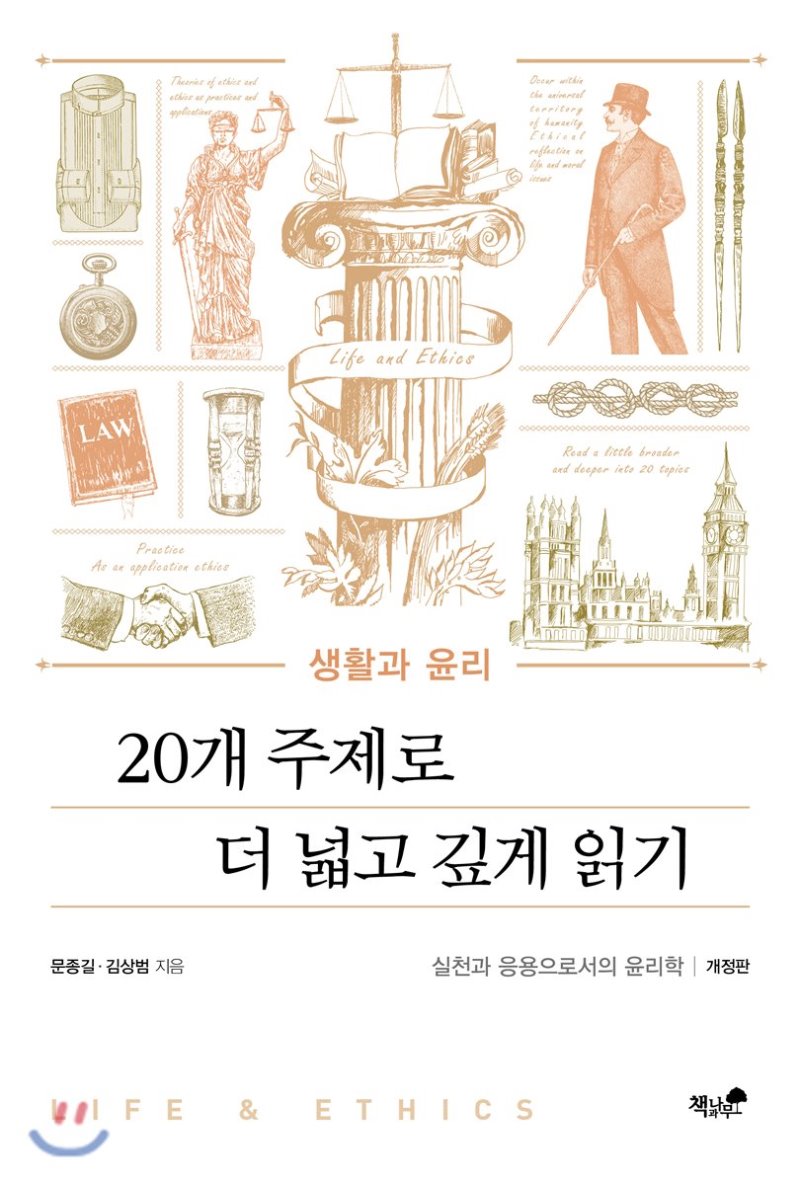 Theories of ethics and
ethics as practices and
applications
Occur within
the universal
territory
of humanity
Ethical
reflection on
life and moral
issues
Life and Ethics
LAW
Read a little broader
and deeper into 20 topics
Practice
As an application ethics
생활과 윤리
20개 주제로
더 넓고 깊게 읽기
문종길 · 김상범 지음
실천과 응용으로서의 윤리학 | 개정판
LIFE & ETHICS
책과나무